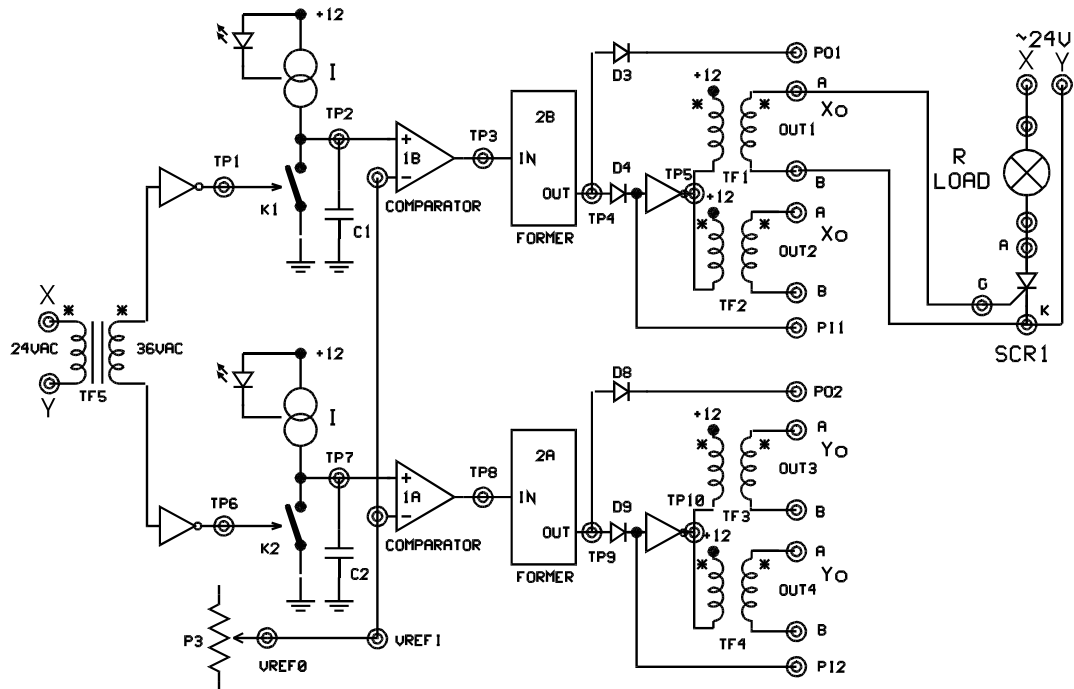 +12
I
TP1
K1
TP2
C1
+
1B
-
COMPARATOR
TP3
2B
IN
OUT
FORMER
TP4
D3
PO1
D4
TP5
+12
*
*
TF1
A
Xo
OUT1
B
+12
*
*
TF2
A
Xo
OUT2
B
PI1
~24V
X Y
R
LOAD
A
G
K
SCR1
X
*
*
24VAC
36VAC
Y
TF5
+12
I
TP6
K2
TP7
C2
+
1A
-
COMPARATOR
TP8
2A
IN
OUT
FORMER
TP9
D8
PO2
D9
TP10
+12
*
*
TF3
A
Yo
OUT3
B
+12
*
*
TF4
A
Yo
OUT4
B
PI2
P3
VREF0
VREF1